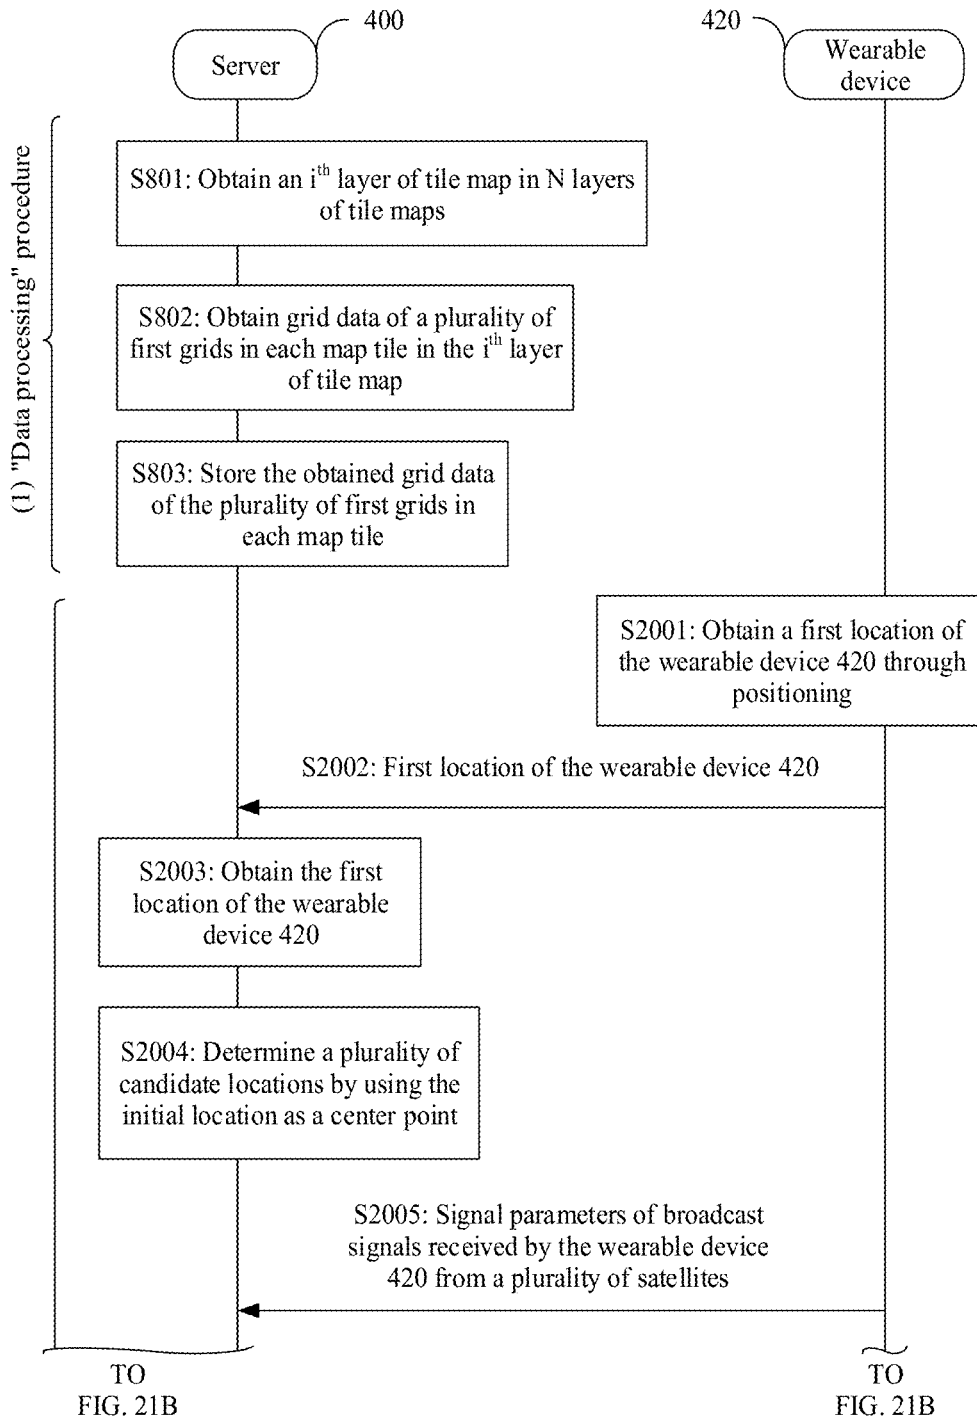 400
420
Server
Wearable
device
(1) "Data processing" procedure
S801: Obtain an ith layer of tile map in N layers
of tile maps
S802: Obtain grid data of a plurality of
first grids in each map tile in the ith layer
of tile map
S803: Store the obtained grid data
of the plurality of first grids in
each map tile
S2001: Obtain a first location of
the wearable device 420 through
positioning
S2002: First location of the wearable device 420
S2003: Obtain the first
location of the wearable
device 420
S2004: Determine a plurality of
candidate locations by using the
initial location as a center point
S2005: Signal parameters of broadcast
signals received by the wearable device
420 from a plurality of satellites
TO
FIG. 21B
TO
FIG. 21B